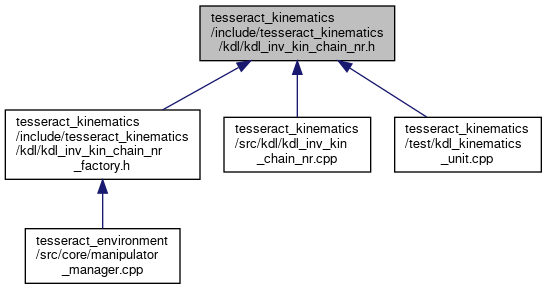 tesseract_kinematics
/include/tesseract_kinematics
/kdl/kdl_inv_kin_chain_nr.h
tesseract_kinematics
/include/tesseract_kinematics
/kdl/kdl_inv_kin_chain_nr
_factory.h
tesseract_kinematics
/src/kdl/kdl_inv_kin
_chain_nr.cpp
tesseract_kinematics
/test/kdl_kinematics
_unit.cpp
tesseract_environment
/src/core/manipulator
_manager.cpp